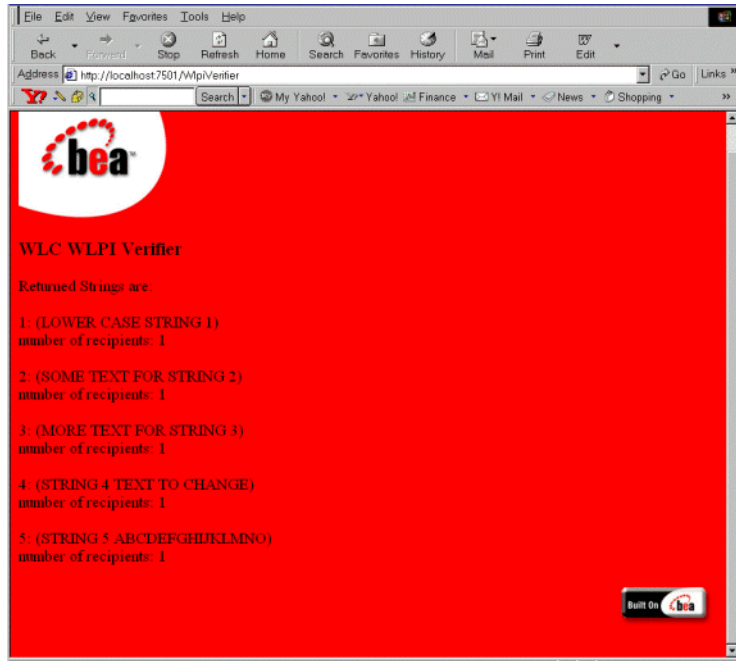 File Edit View Favorites Tools Help
Back Forward Stop Refresh Home Search Favorites History Mail Print Edit
Address http://localhost:7501/WlpiVerifier Go Links »
Y? Search My Yahoo! Yahoo! Finance Y! Mail News Shopping »
bea™
WLC WLPI Verifier
Returned Strings are:
1: (LOWER CASE STRING 1)
number of recipients: 1
2: (SOME TEXT FOR STRING 2)
number of recipients: 1
3: (MORE TEXT FOR STRING 3)
number of recipients: 1
4: (STRING 4 TEXT TO CHANGE)
number of recipients: 1
5: (STRING 5 ABCDEFGHIJKLMNO)
number of recipients: 1
Built On bea